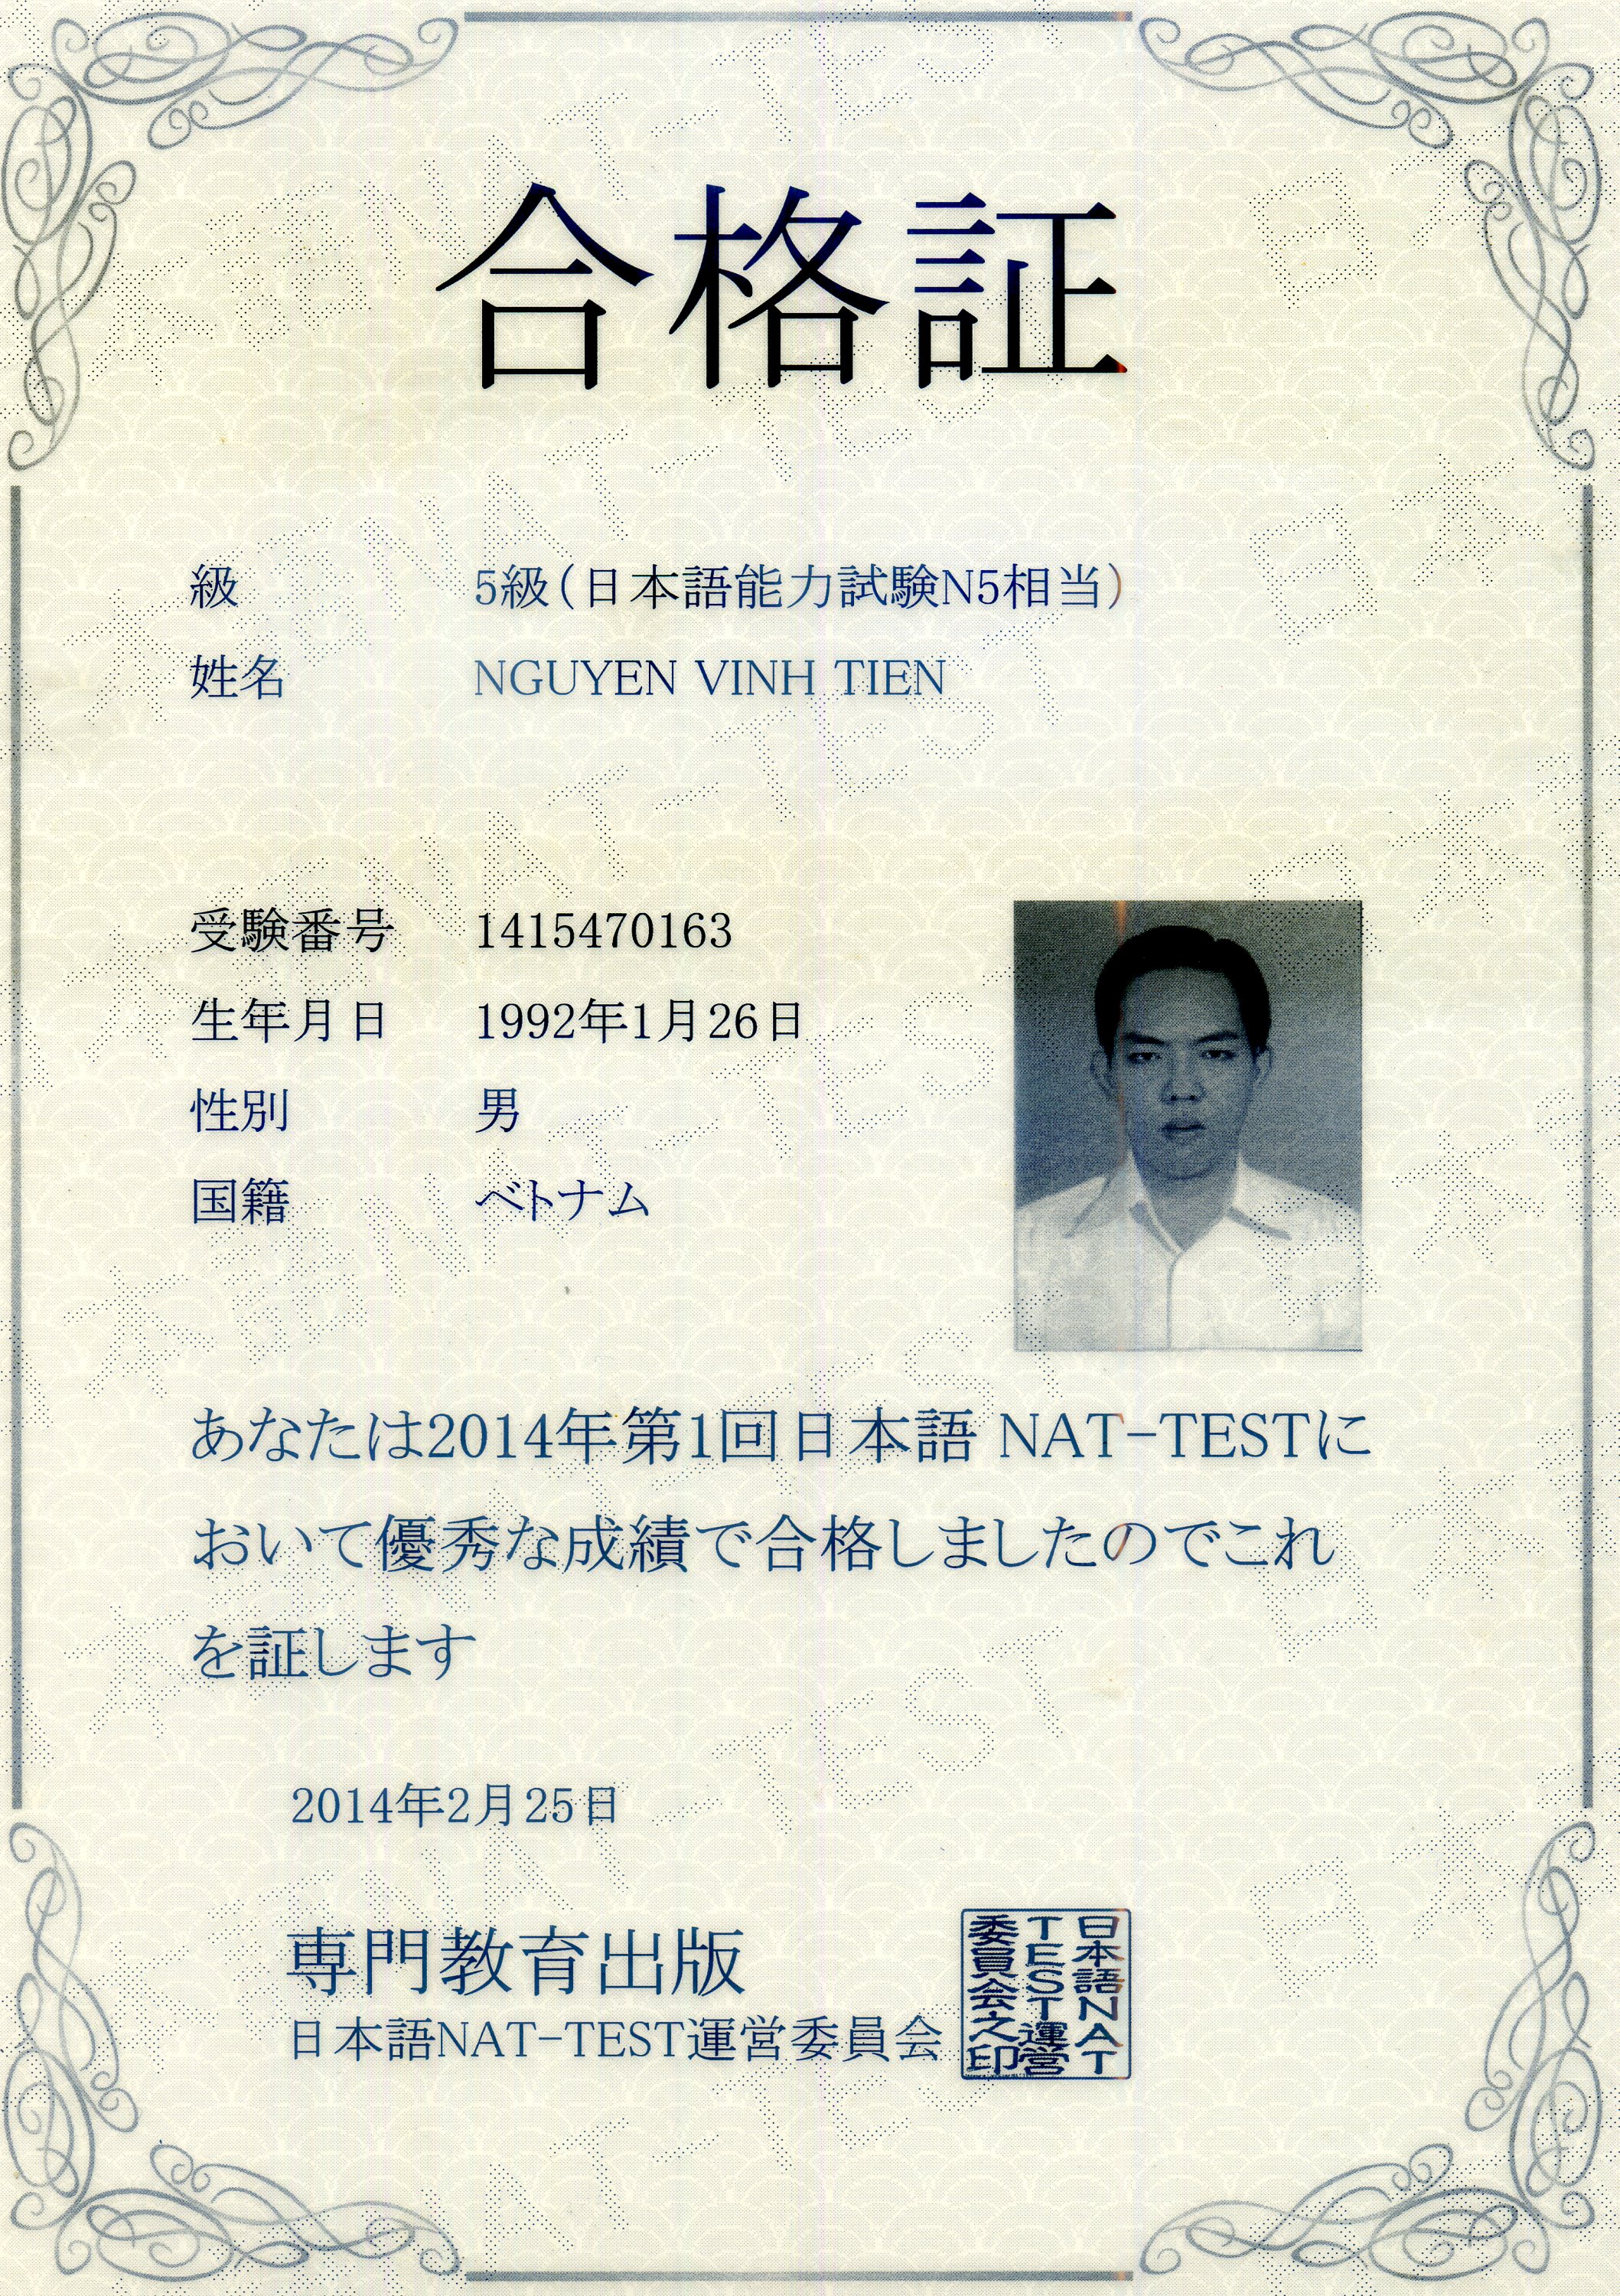 合格証
級 5級(日本語能力試験N5相当)
姓名 NGUYEN VINH TIEN
受験番号 1415470163
生年月日 1992年1月26日
性別 男
国籍 ベトナム
あなたは2014年第1回日本語 NAT-TESTに
おいて優秀な成績で合格しましたのでこれ
を証します
2014年2月25日
専門教育出版
日本語NAT-TEST運営委員会
日本語NAT
TEST運営
委員会之印